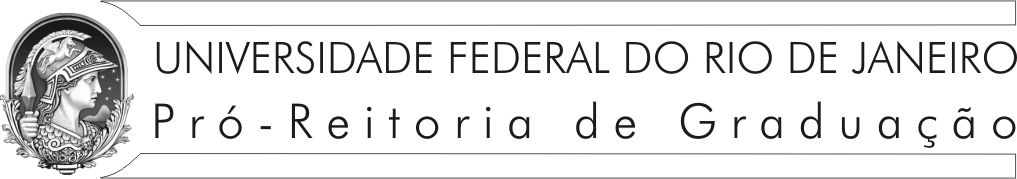 UNIVERSIDADE FEDERAL DO RIO DE JANEIRO
Pró-Reitoria de Graduação